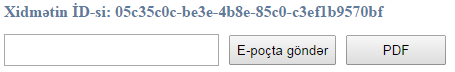 Xidmətin İD-si: 05c35c0c-be3e-4b8e-85c0-c3ef1b9570bf
E-poçta göndər PDF